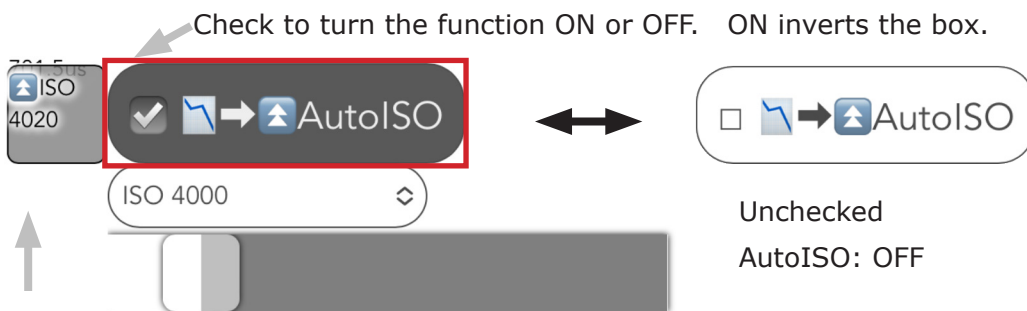 Check to turn the function ON or OFF. ON inverts the box.
ISO
4020
AutoISO
AutoISO
ISO 4000
Unchecked
AutoISO: OFF